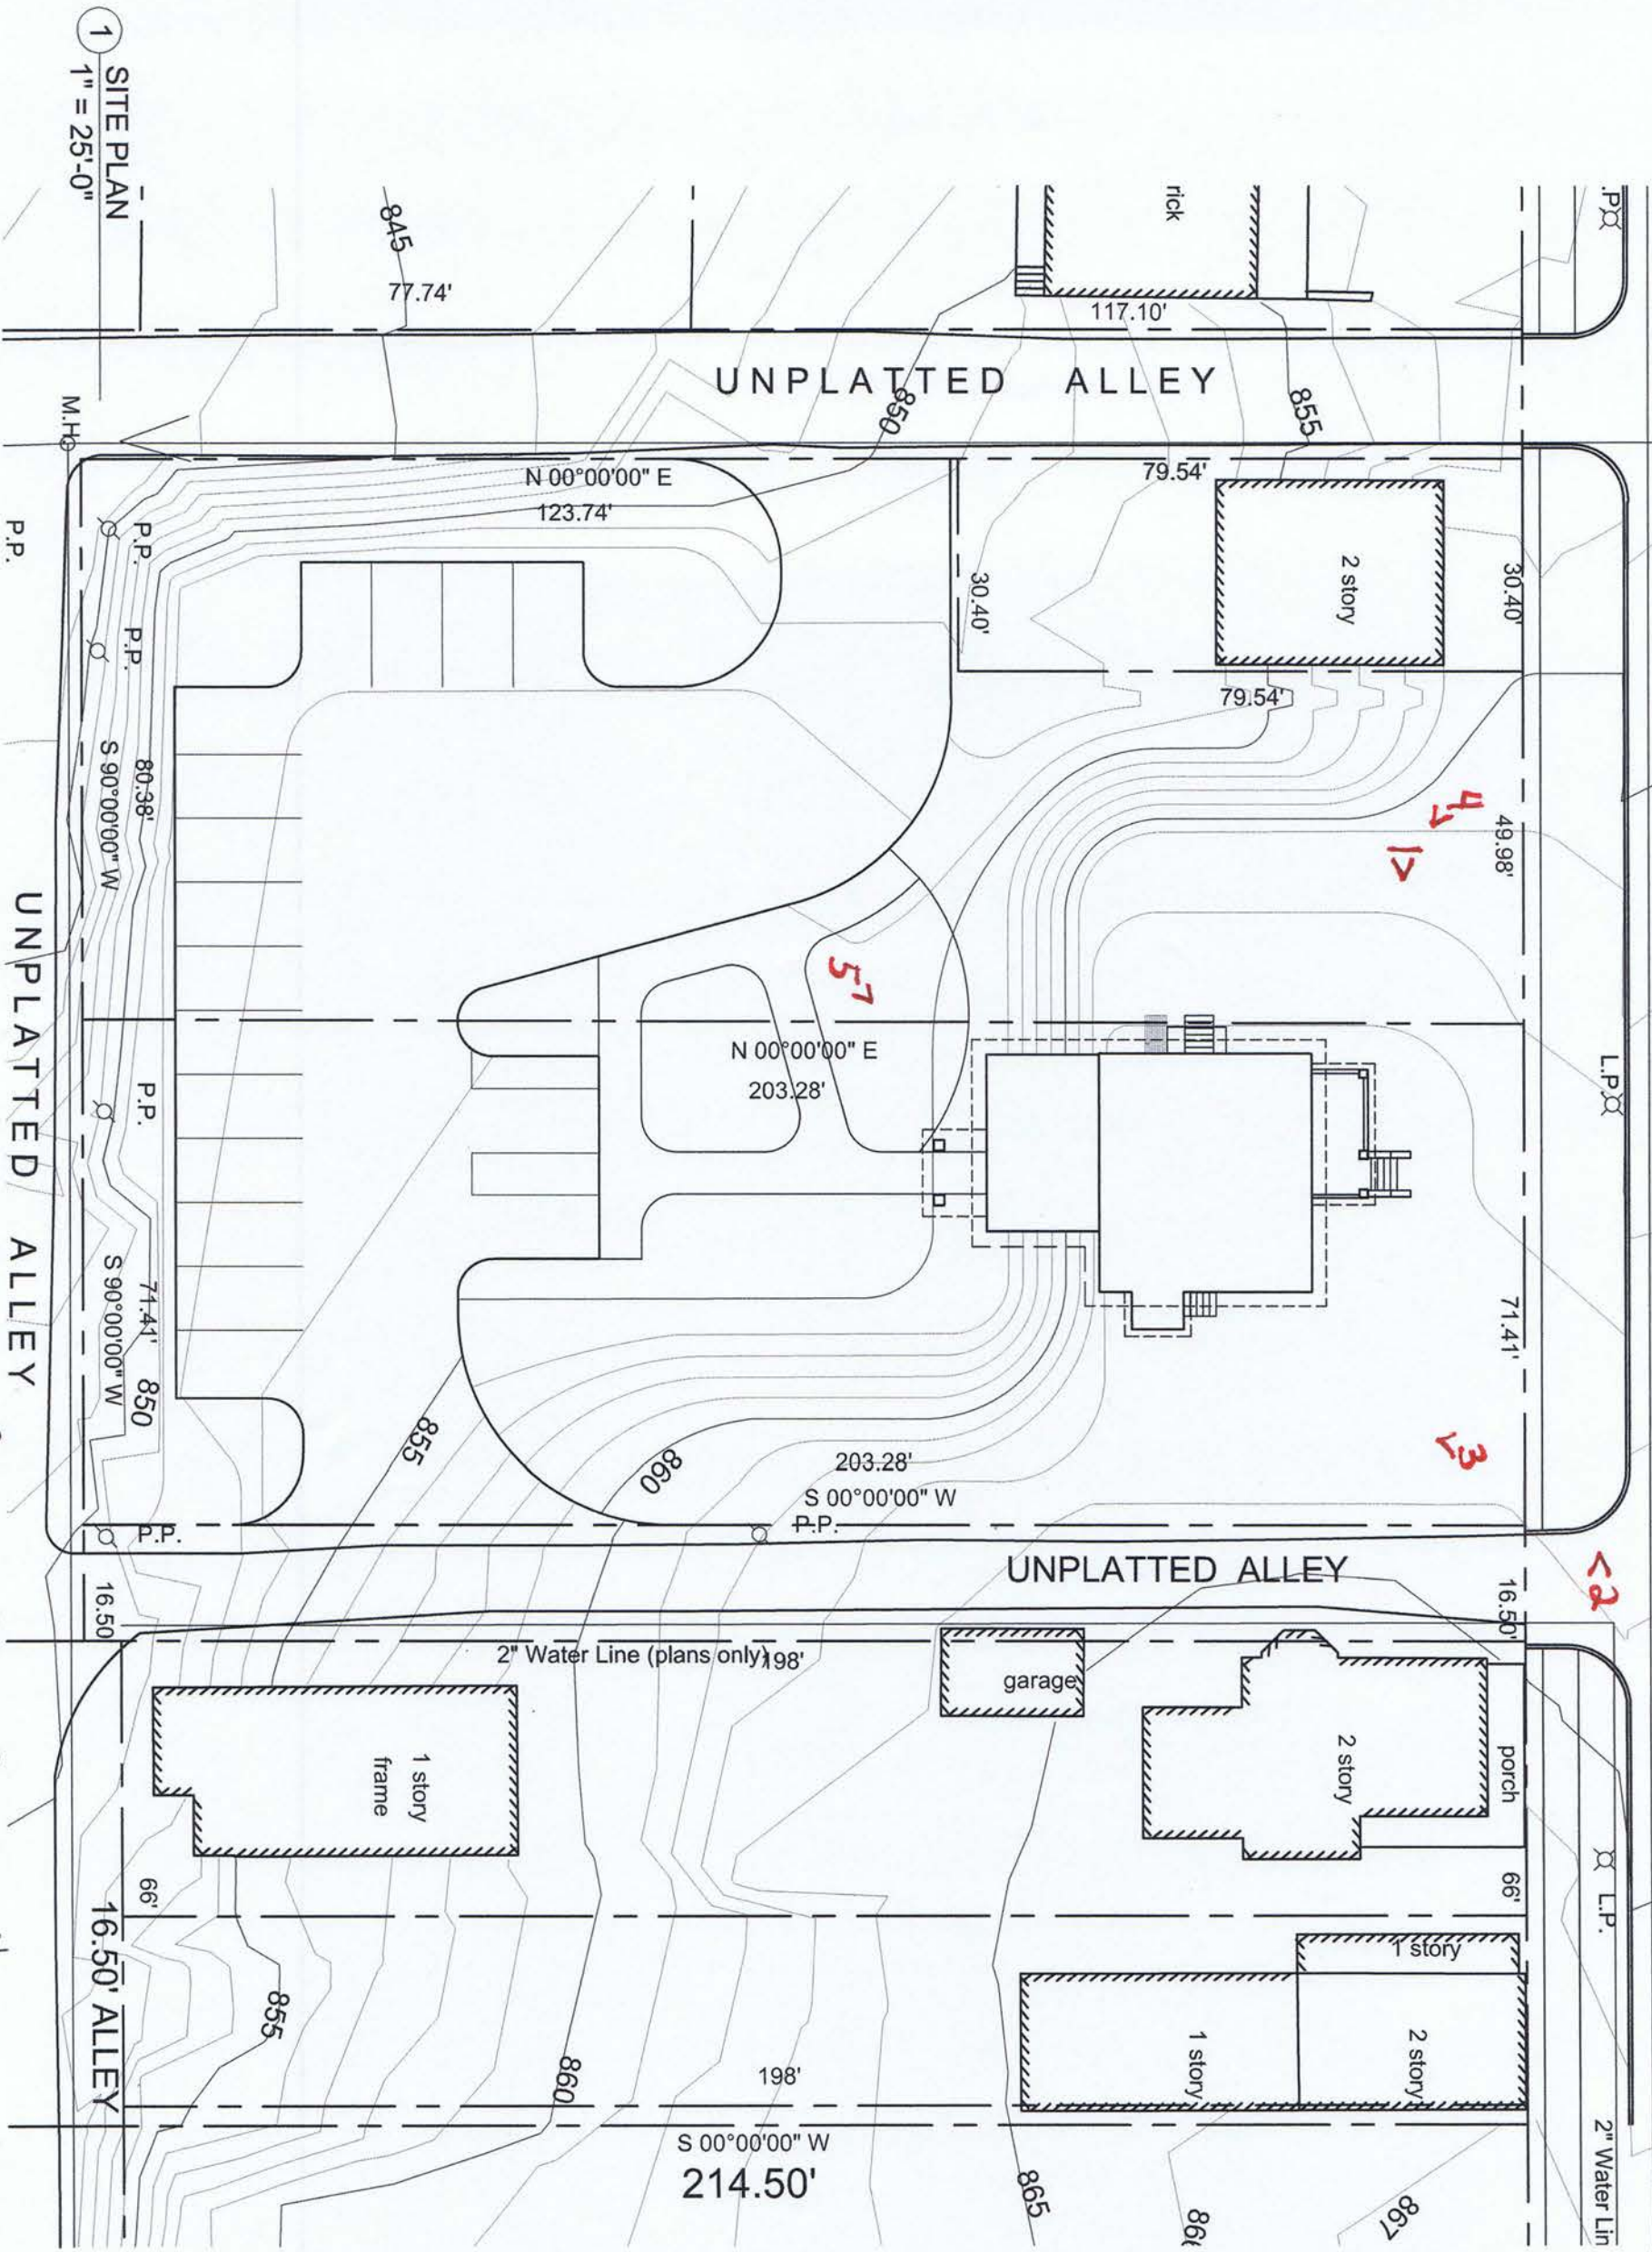 1
SITE PLAN
1" = 25'-0"
.P
rick
845
77.74'
117.10'
UNPLATTED ALLEY
850
855
M.H
N 00°00'00" E
123.74'
79.54'
P.P.
P.P.
P.P.
30.40'
2 story
30.40'
79.54'
80.38'
S 90°00'00" W
4
1
49.98'
5
N 00°00'00" E
203.28'
L.P.
P.P.
UNPLATTED ALLEY
71.41'
S 90°00'00" W
850
71.41'
855
860
203.28'
S 00°00'00" W
P.P.
P.P.
3
2
UNPLATTED ALLEY
16.50
16.50'
2" Water Line (plans only)
198'
garage
1 story
frame
2 story
porch
66'
66'
L.P.
16.50' ALLEY
1 story
855
860
198'
1 story
2 story
S 00°00'00" W
214.50'
865
867
2" Water Lin